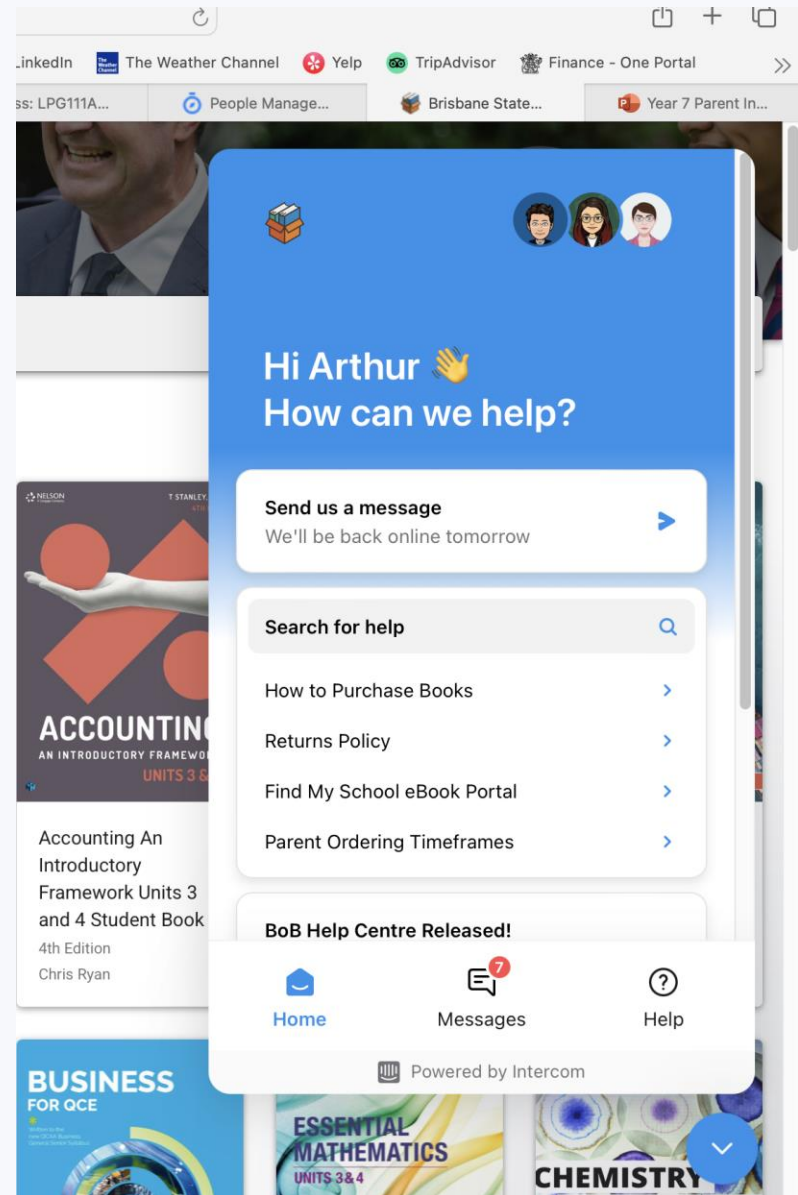 LinkedIn The Weather Channel Yelp TripAdvisor Finance - One Portal
ss: LPG111A... People Manage... Brisbane State... Year 7 Parent In...
Hi Arthur 👋
How can we help?
Send us a message
We'll be back online tomorrow
Search for help
How to Purchase Books
Returns Policy
Find My School eBook Portal
Parent Ordering Timeframes
BoB Help Centre Released!
7
Home Messages Help
Powered by Intercom
NELSON T STANLEY,
4TH
ACCOUNTIN
AN INTRODUCTORY FRAMEWO
UNITS 3 &
Accounting An
Introductory
Framework Units 3
and 4 Student Book
4th Edition
Chris Ryan
BUSINESS
FOR QCE
ESSENTIAL
MATHEMATICS
UNITS 3&4
CHEMISTRY